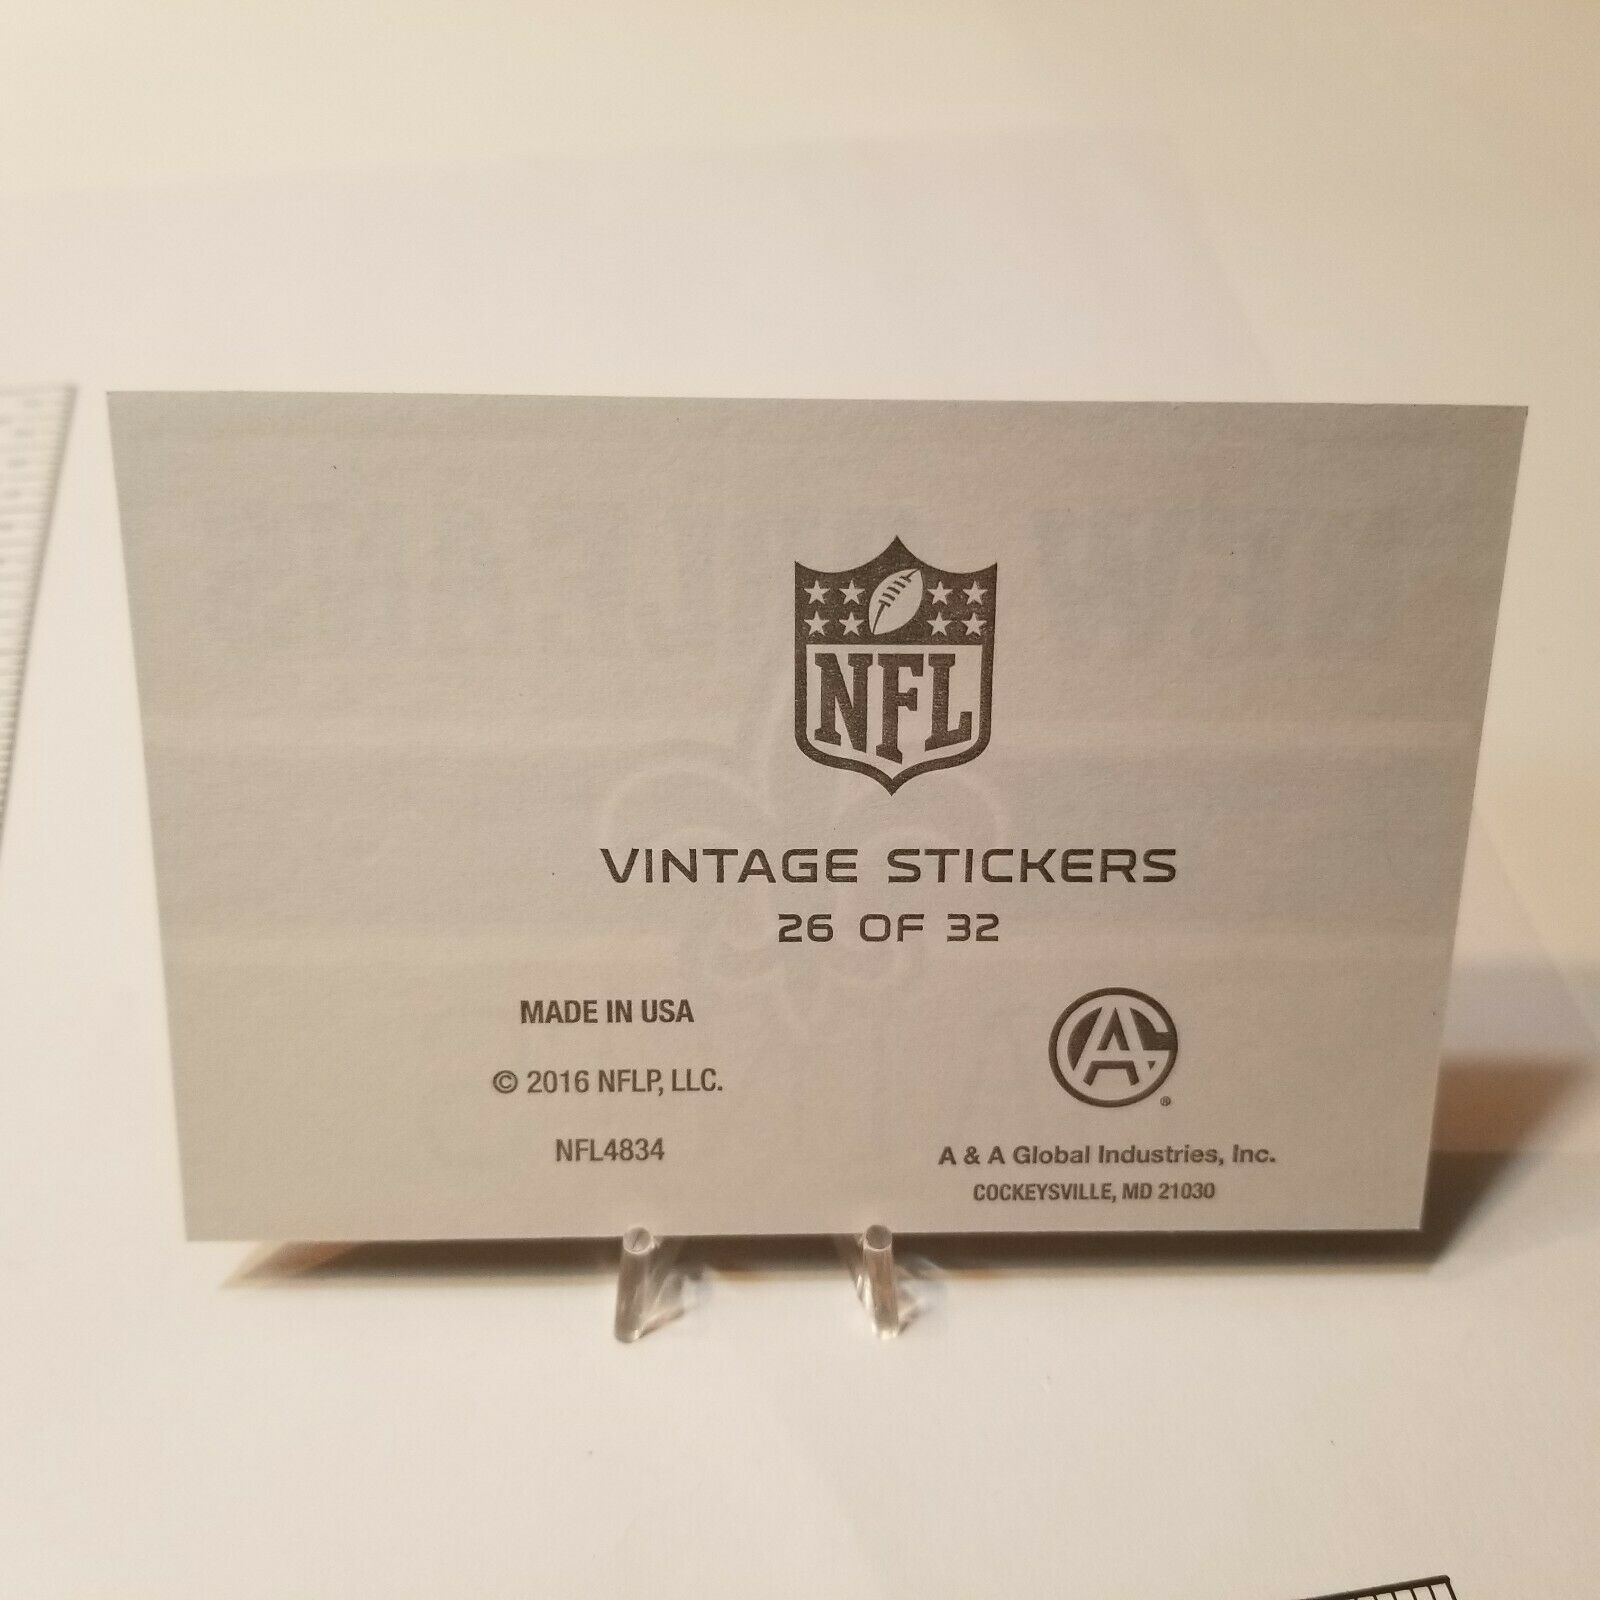 NFL
VINTAGE STICKERS
26 OF 32
MADE IN USA
© 2016 NFLP, LLC.
NFL4834
AG
®
A & A Global Industries, Inc.
COCKEYSVILLE, MD 21030